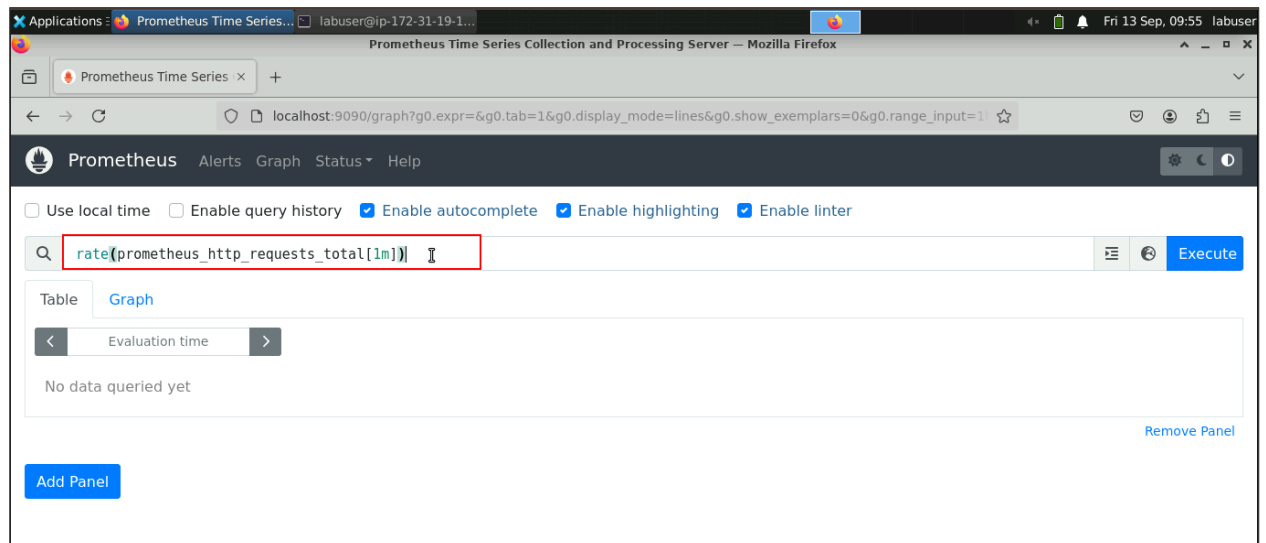 Applications Prometheus Time Series... labuser@ip-172-31-19-1... Fri 13 Sep, 09:55 labuser
Prometheus Time Series Collection and Processing Server — Mozilla Firefox
Prometheus Time Series
localhost:9090/graph?g0.expr=&g0.tab=1&g0.display_mode=lines&g0.show_exemplars=0&g0.range_input=1
Prometheus Alerts Graph Status Help
Use local time Enable query history Enable autocomplete Enable highlighting Enable linter
rate(prometheus_http_requests_total[1m]) Execute
Table Graph
Evaluation time
No data queried yet
Remove Panel
Add Panel